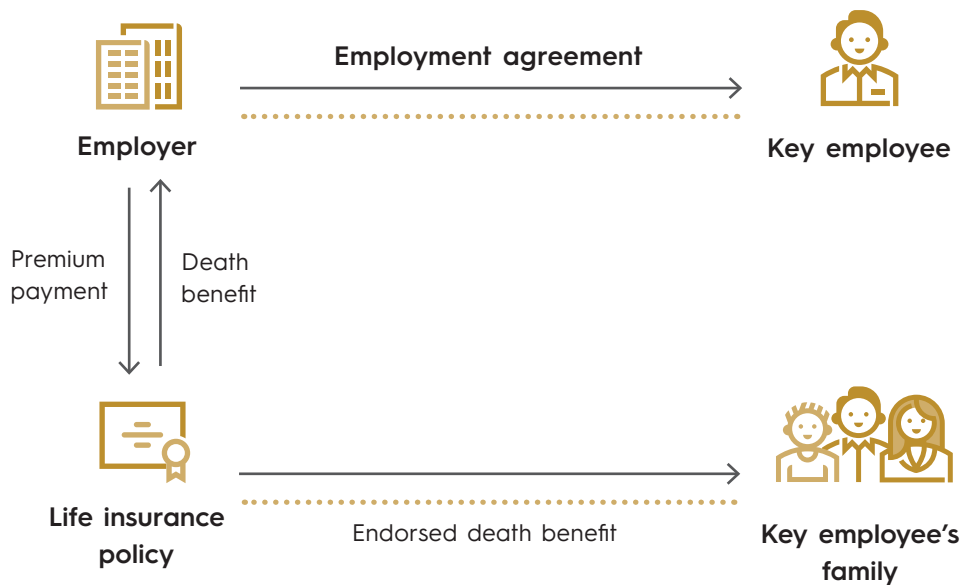 Employment agreement
Employer
Key employee
Premium
payment
Death
benefit
Life insurance
policy
Endorsed death benefit
Key employee’s
family